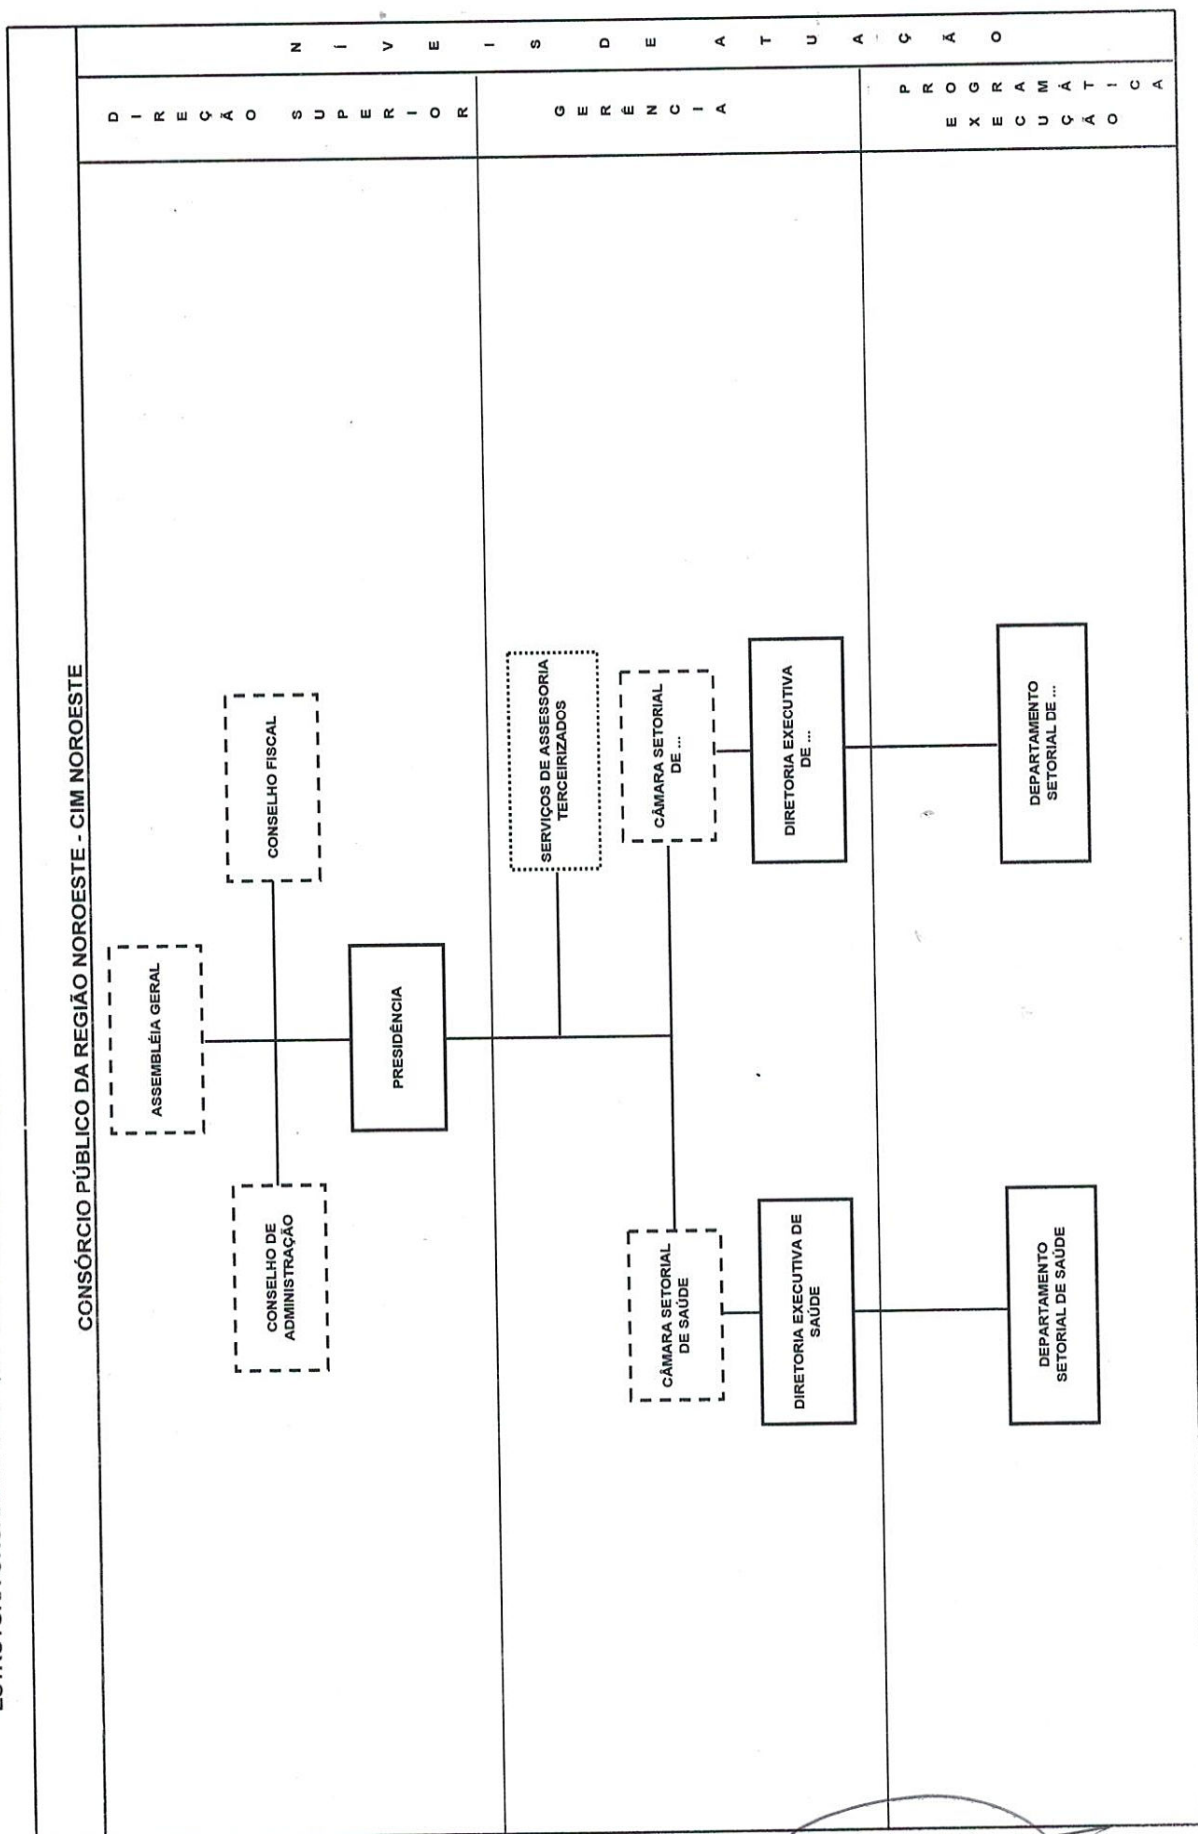 CONSÓRCIO PÚBLICO DA REGIÃO NOROESTE - CIM NOROESTE
NÍVEIS DE ATUAÇÃO
DIREÇÃO SUPERIOR
ASSEMBLÉIA GERAL
CONSELHO DE
ADMINISTRAÇÃO
CONSELHO FISCAL
PRESIDÊNCIA
GERÊNCIA
SERVIÇOS DE ASSESSORIA
TERCEIRIZADOS
CÂMARA SETORIAL
DE SAÚDE
CÂMARA SETORIAL
DE ...
DIRETORIA EXECUTIVA DE
SAÚDE
DIRETORIA EXECUTIVA
DE ...
EXECUÇÃO
PROGRAMÁTICA
DEPARTAMENTO
SETORIAL DE SAÚDE
DEPARTAMENTO
SETORIAL DE ...